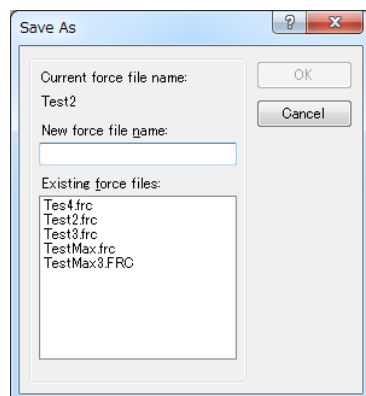 Save As
?
Current force file name:
OK
Test2
Cancel
New force file name:
Existing force files:
Tes4.frc
Test2.frc
Test3.frc
TestMax.frc
TestMax3.FRC